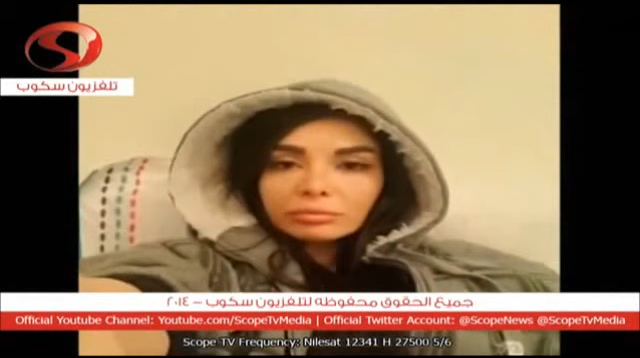 تلفزيون سكوب
جميع الحقوق محفوظه لتلفزيون سكوب - ٢٠١٤
Official Youtube Channel: Youtube.com/ScopeTvMedia | Official Twitter Account: @ScopeNews @ScopeTvMedia
Scope TV Frequency: Nilesat 12341 H 27500 5/6